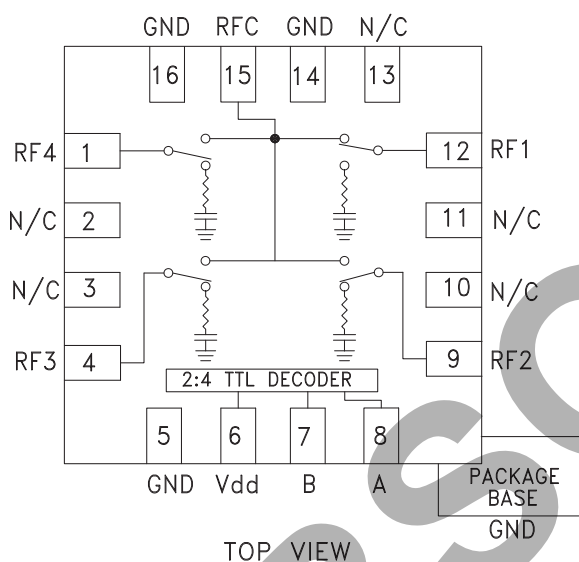 GND RFC GND N/C
16 15 14 13
RF4 1 12 RF1
N/C 2 11 N/C
N/C 3 10 N/C
RF3 4 9 RF2
2:4 TTL DECODER
5 6 7 8
GND Vdd B A
PACKAGE
BASE
GND
TOP VIEW